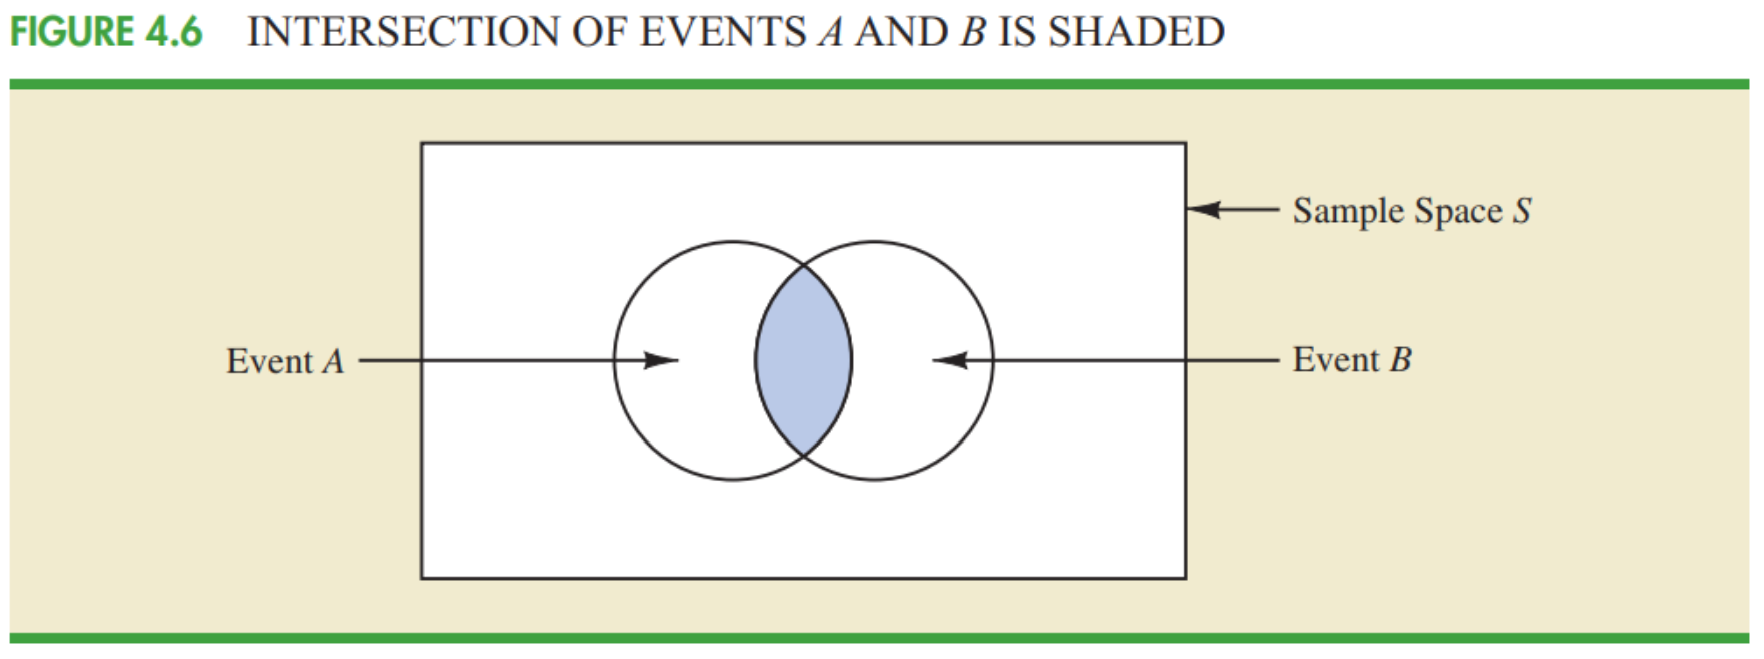 FIGURE 4.6 INTERSECTION OF EVENTS A AND B IS SHADED
Sample Space S
Event A
Event B